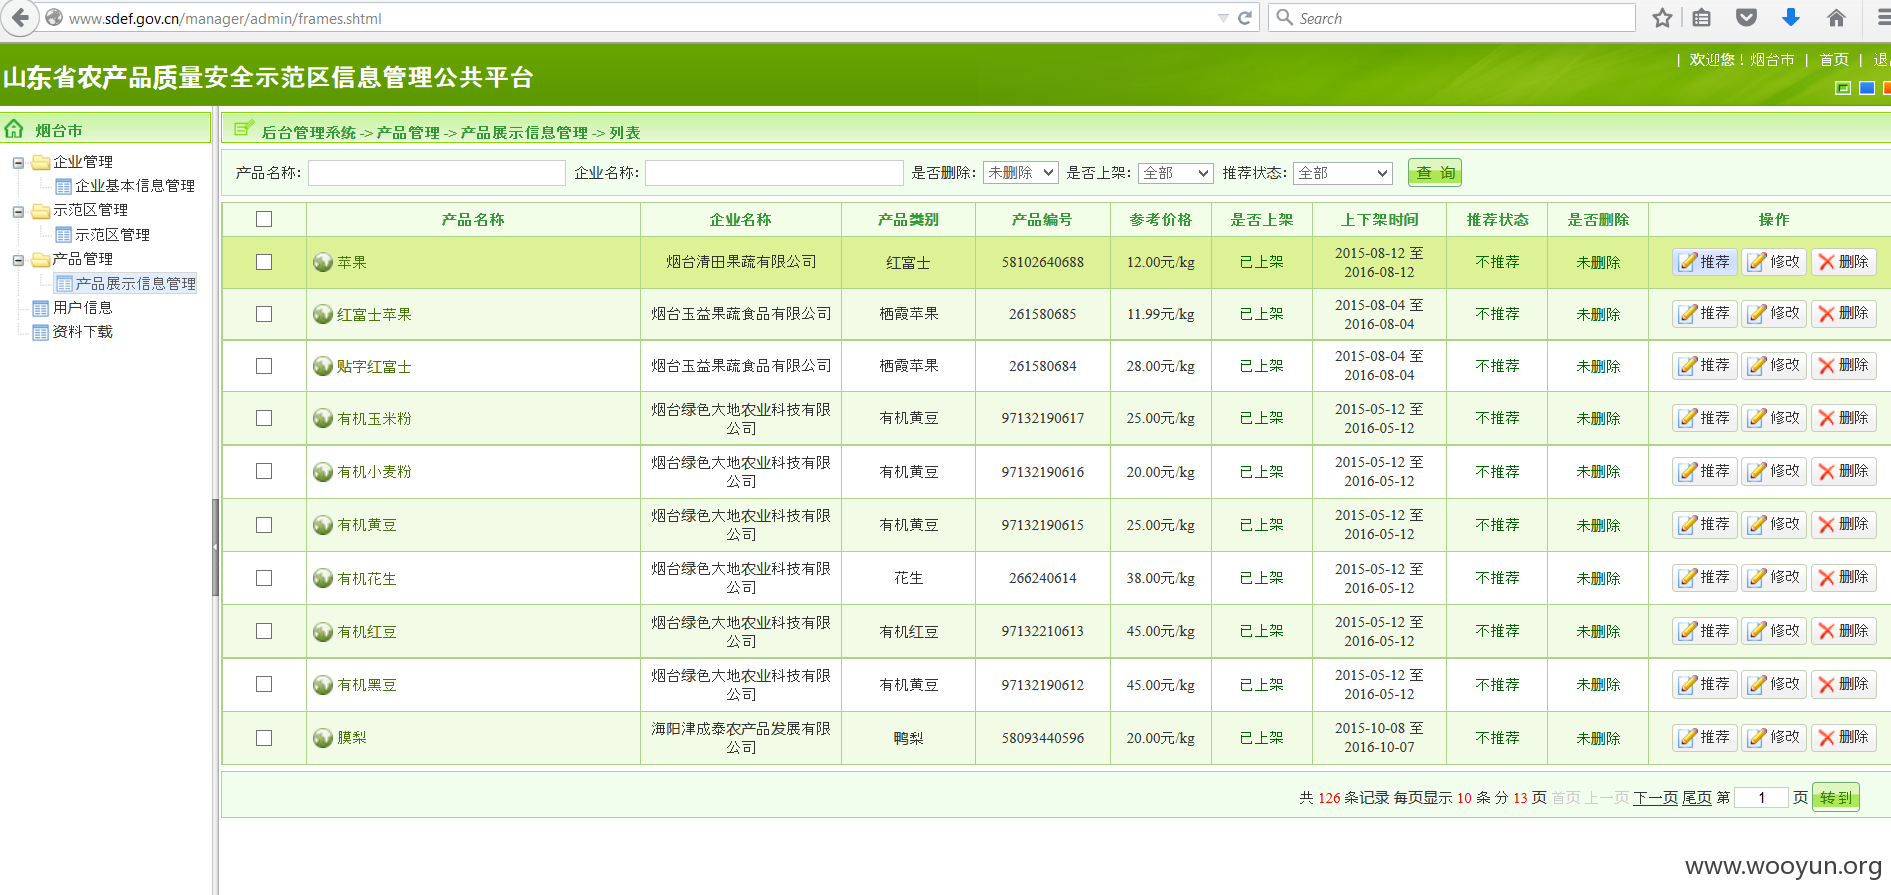 www.sdef.gov.cn/manager/admin/frames.shtml
Search
山东省农产品质量安全示范区信息管理公共平台
| 欢迎您！烟台市 | 首页 |
烟台市
企业管理
企业基本信息管理
示范区管理
示范区管理
产品管理
产品展示信息管理
用户信息
资料下载
后台管理系统 -> 产品管理 -> 产品展示信息管理 -> 列表
产品名称: 企业名称: 是否删除: 未删除 是否上架: 全部 推荐状态: 全部 查 询
产品名称 企业名称 产品类别 产品编号 参考价格 是否上架 上下架时间 推荐状态 是否删除 操作
苹果 烟台清田果蔬有限公司 红富士 58102640688 12.00元/kg 已上架 2015-08-12 至 2016-08-12 不推荐 未删除 推荐 修改 删除
红富士苹果 烟台玉益果蔬食品有限公司 栖霞苹果 261580685 11.99元/kg 已上架 2015-08-04 至 2016-08-04 不推荐 未删除 推荐 修改 删除
贴字红富士 烟台玉益果蔬食品有限公司 栖霞苹果 261580684 28.00元/kg 已上架 2015-08-04 至 2016-08-04 不推荐 未删除 推荐 修改 删除
有机玉米粉 烟台绿色大地农业科技有限公司 有机黄豆 97132190617 25.00元/kg 已上架 2015-05-12 至 2016-05-12 不推荐 未删除 推荐 修改 删除
有机小麦粉 烟台绿色大地农业科技有限公司 有机黄豆 97132190616 20.00元/kg 已上架 2015-05-12 至 2016-05-12 不推荐 未删除 推荐 修改 删除
有机黄豆 烟台绿色大地农业科技有限公司 有机黄豆 97132190615 25.00元/kg 已上架 2015-05-12 至 2016-05-12 不推荐 未删除 推荐 修改 删除
有机花生 烟台绿色大地农业科技有限公司 花生 266240614 38.00元/kg 已上架 2015-05-12 至 2016-05-12 不推荐 未删除 推荐 修改 删除
有机红豆 烟台绿色大地农业科技有限公司 有机红豆 97132210613 45.00元/kg 已上架 2015-05-12 至 2016-05-12 不推荐 未删除 推荐 修改 删除
有机黑豆 烟台绿色大地农业科技有限公司 有机黄豆 97132190612 45.00元/kg 已上架 2015-05-12 至 2016-05-12 不推荐 未删除 推荐 修改 删除
膜梨 海阳津成泰农产品发展有限公司 鸭梨 58093440596 20.00元/kg 已上架 2015-10-08 至 2016-10-07 不推荐 未删除 推荐 修改 删除
共 126 条记录 每页显示 10 条 分 13 页 首页 上一页 下一页 尾页 第 1 页 转到
www.wooyun.org